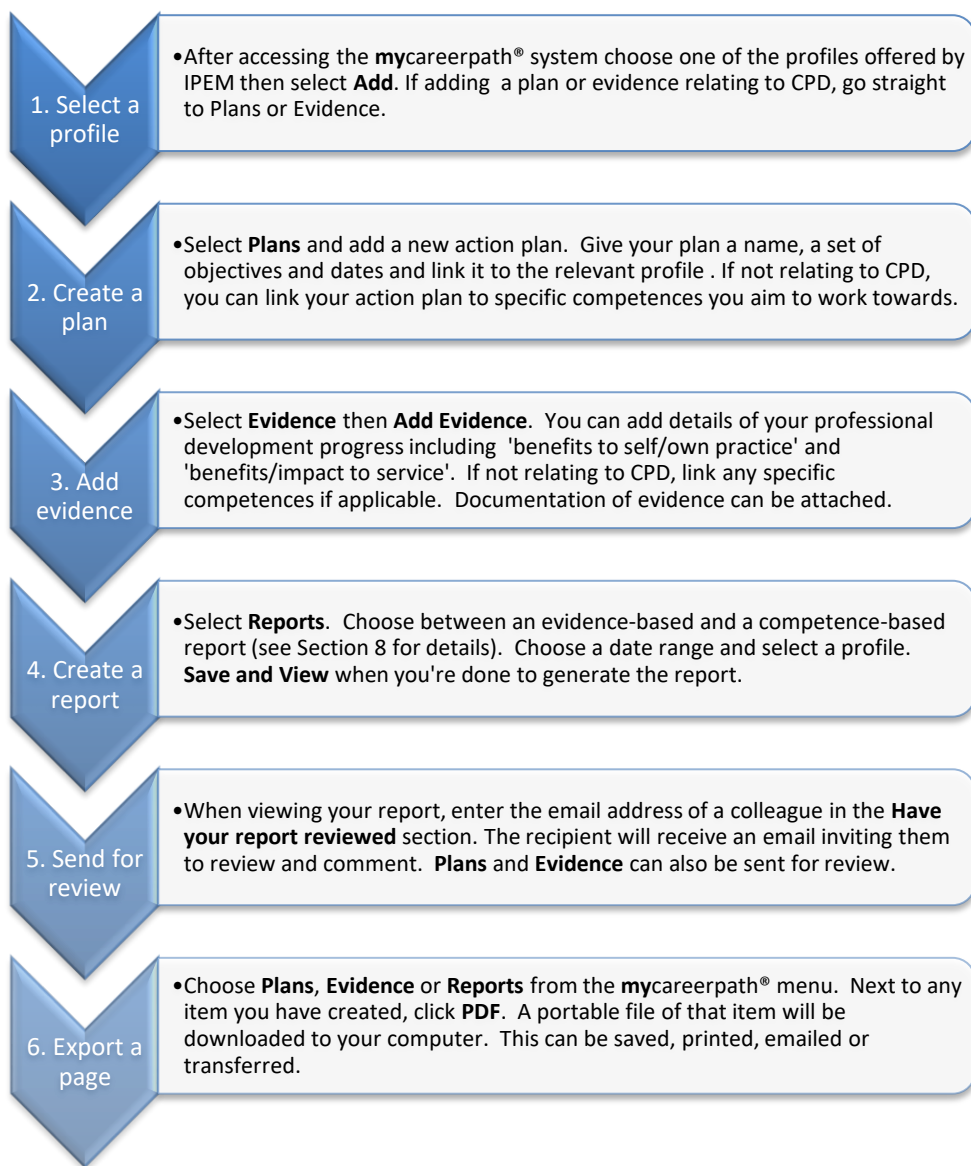 1. Select a
profile
•After accessing the mycareerpath® system choose one of the profiles offered by
IPEM then select Add. If adding  a plan or evidence relating to CPD, go straight
to Plans or Evidence.
2. Create a
plan
•Select Plans and add a new action plan.  Give your plan a name, a set of
objectives and dates and link it to the relevant profile . If not relating to CPD,
you can link your action plan to specific competences you aim to work towards.
3. Add
evidence
•Select Evidence then Add Evidence.  You can add details of your professional
development progress including  'benefits to self/own practice' and
'benefits/impact to service'.  If not relating to CPD, link any specific
competences if applicable.  Documentation of evidence can be attached.
4. Create a
report
•Select Reports.  Choose between an evidence-based and a competence-based
report (see Section 8 for details).  Choose a date range and select a profile.
Save and View when you're done to generate the report.
5. Send for
review
•When viewing your report, enter the email address of a colleague in the Have
your report reviewed section. The recipient will receive an email inviting them
to review and comment.  Plans and Evidence can also be sent for review.
6. Export a
page
•Choose Plans, Evidence or Reports from the mycareerpath® menu.  Next to any
item you have created, click PDF.  A portable file of that item will be
downloaded to your computer.  This can be saved, printed, emailed or
transferred.